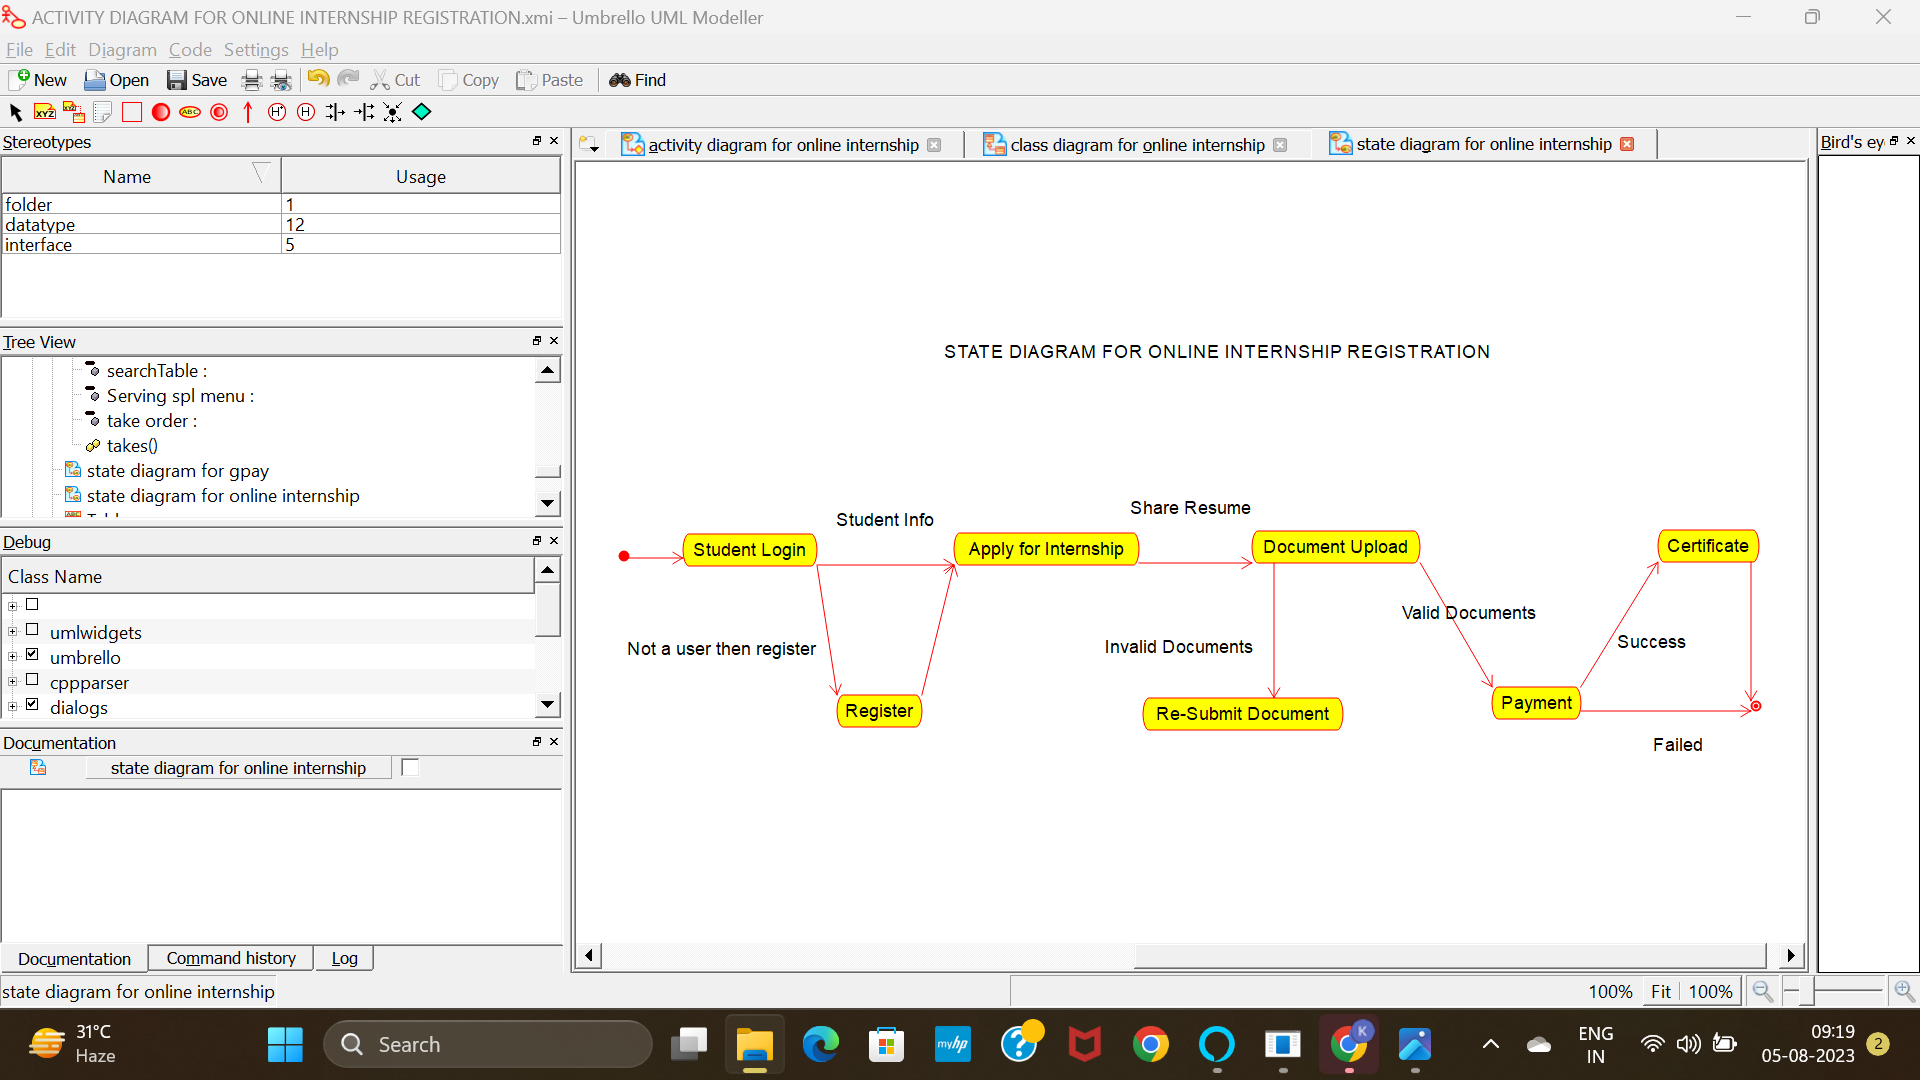 ACTIVITY DIAGRAM FOR ONLINE INTERNSHIP REGISTRATION.xmi – Umbrello UML Modeller
File Edit Diagram Code Settings Help
New Open Save Cut Copy Paste Find
XYZ XYZ ABC H* H
Stereotypes
Name Usage
folder 1
datatype 12
interface 5
Tree View
searchTable :
Serving spl menu :
take order :
takes()
state diagram for gpay
state diagram for online internship
Debug
Class Name
umlwidgets
umbrello
cppparser
dialogs
Documentation
state diagram for online internship
Documentation Command history Log
state diagram for online internship
activity diagram for online internship class diagram for online internship state diagram for online internship
Bird's ey
STATE DIAGRAM FOR ONLINE INTERNSHIP REGISTRATION
Share Resume
Student Info
Student Login Apply for Internship Document Upload Certificate
Valid Documents
Not a user then register Invalid Documents Success
Register Re-Submit Document Payment
Failed
100% Fit 100%
31°C
Haze
Search
myhp
K
ENG
IN
09:19
05-08-2023
2